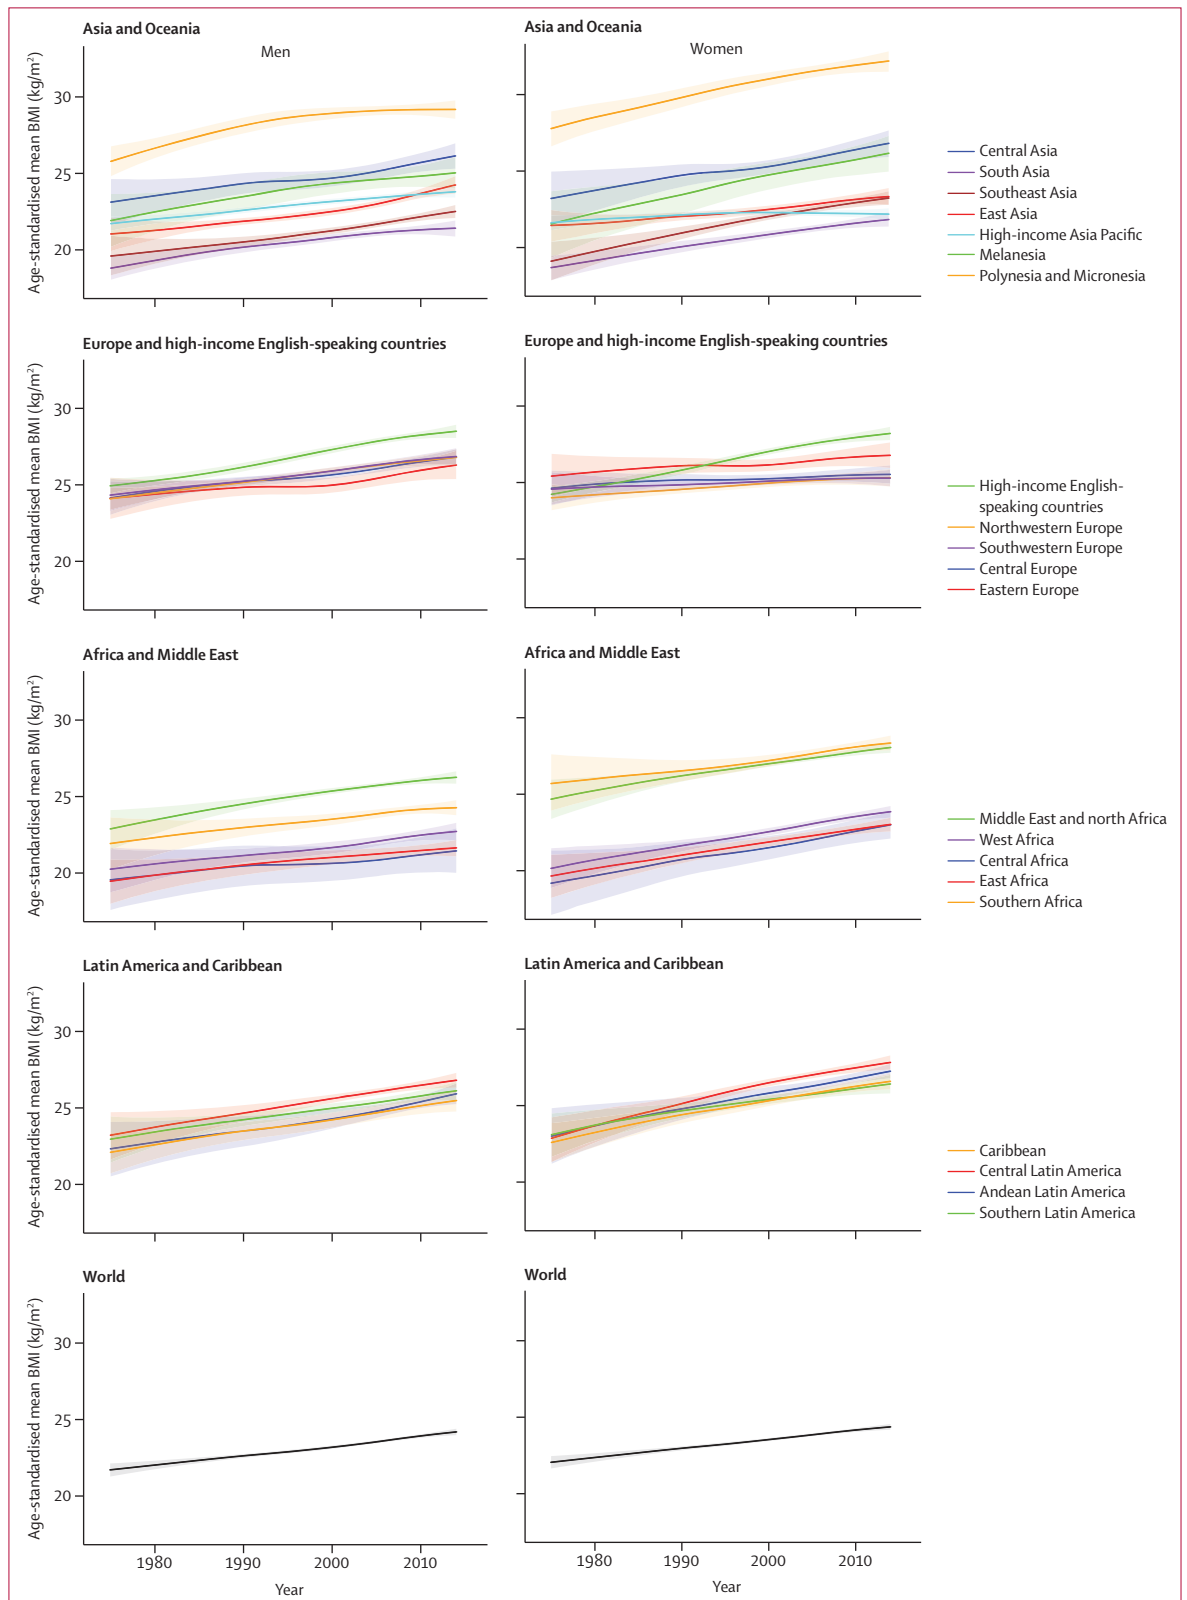 Asia and Oceania
Men
Age-standardised mean BMI (kg/m²)
30
25
20
Asia and Oceania
Women
Central Asia
South Asia
Southeast Asia
East Asia
High-income Asia Pacific
Melanesia
Polynesia and Micronesia
Europe and high-income English-speaking countries
Age-standardised mean BMI (kg/m²)
30
25
20
Europe and high-income English-speaking countries
High-income English-
speaking countries
Northwestern Europe
Southwestern Europe
Central Europe
Eastern Europe
Africa and Middle East
Age-standardised mean BMI (kg/m²)
30
25
20
Africa and Middle East
Middle East and north Africa
West Africa
Central Africa
East Africa
Southern Africa
Latin America and Caribbean
Age-standardised mean BMI (kg/m²)
30
25
20
Latin America and Caribbean
Caribbean
Central Latin America
Andean Latin America
Southern Latin America
World
Age-standardised mean BMI (kg/m²)
30
25
20
1980 1990 2000 2010
Year
World
1980 1990 2000 2010
Year